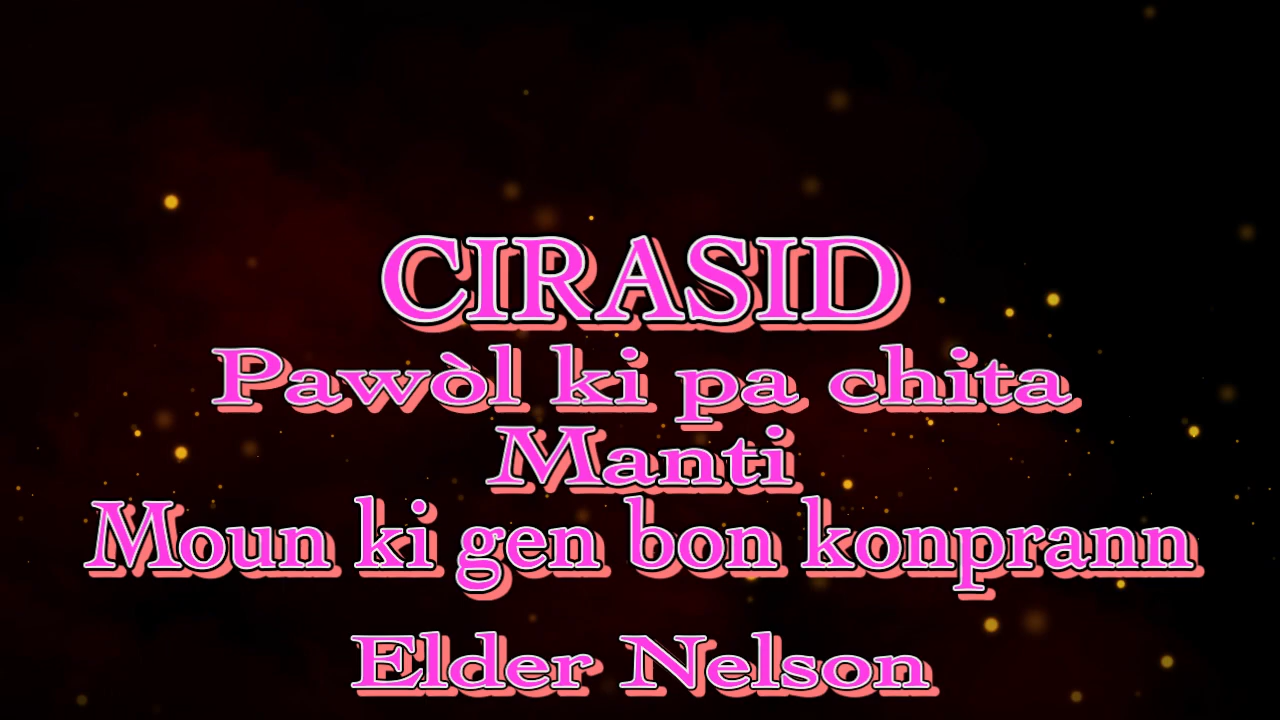 CIRASID
Pawòl ki pa chita
Manti
Moun ki gen bon konprann
Elder Nelson